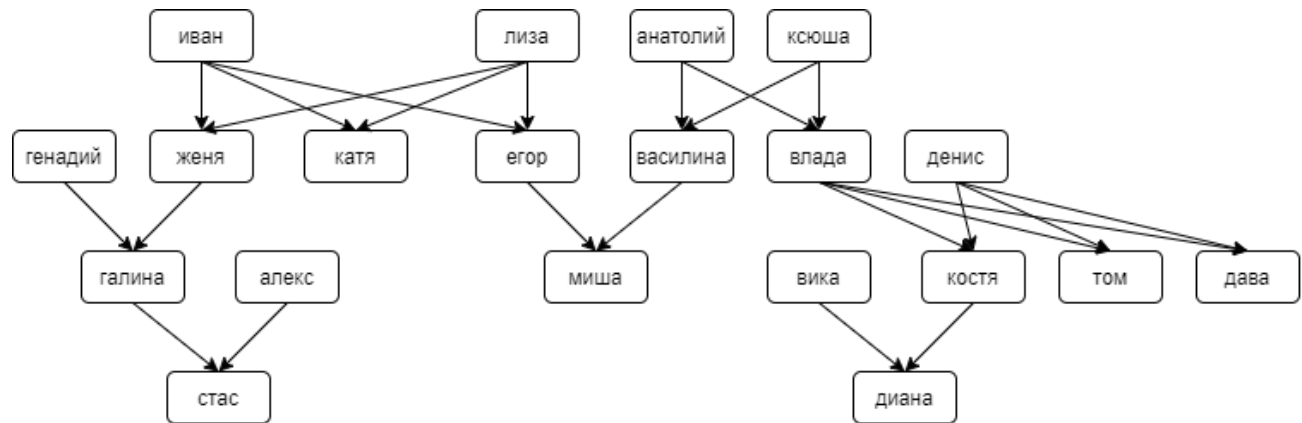 иван
лиза
анатолий
ксюша
генадий
женя
катя
егор
василина
влада
денис
галина
алекс
миша
вика
костя
том
дава
стас
диана